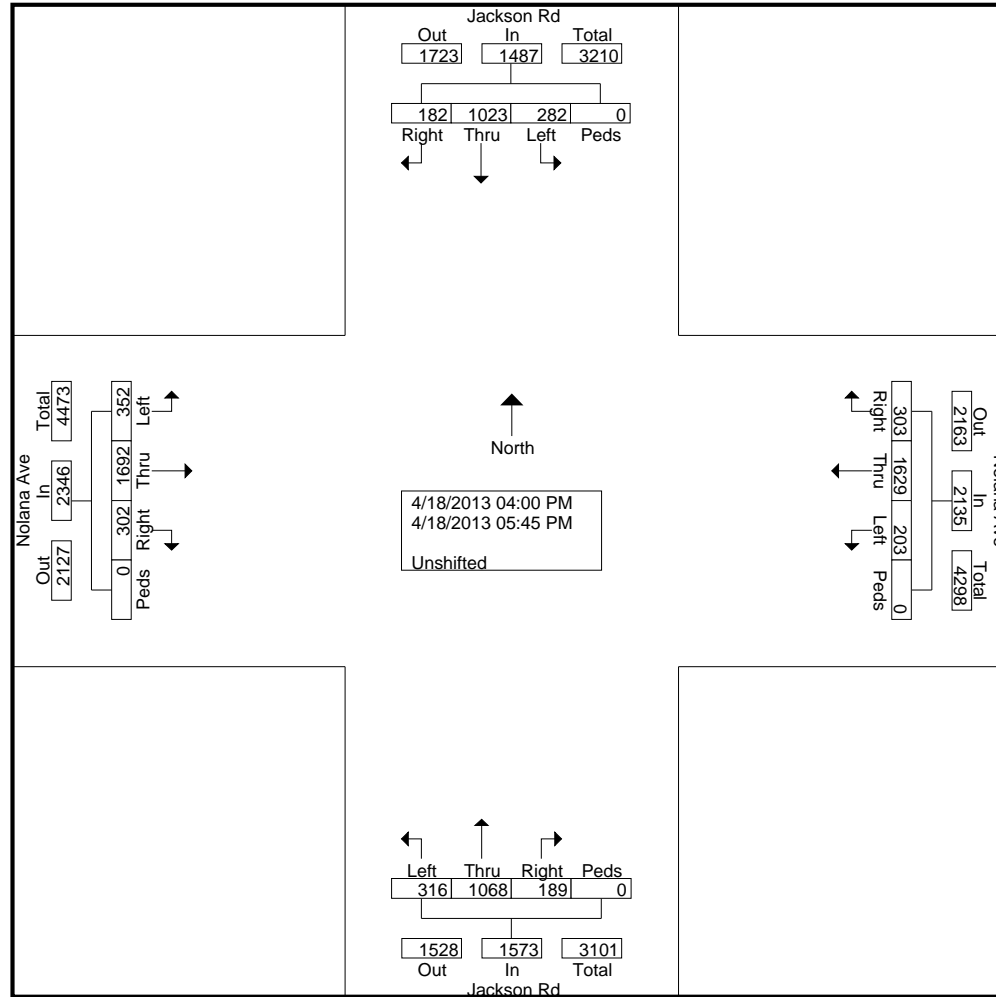 Jackson Rd
Out In Total
1723 1487 3210
182 1023 282 0
Right Thru Left Peds
Nolana Ave
Total In Out
4473 2346 2127
352 1692 302 0
Left Thru Right Peds
North
4/18/2013 04:00 PM
4/18/2013 05:45 PM
Unshifted
Right Thru Left Peds
303 1629 203 0
Out In Total
2163 2135 4298
Left Thru Right Peds
316 1068 189 0
1528 1573 3101
Out In Total
Jackson Rd